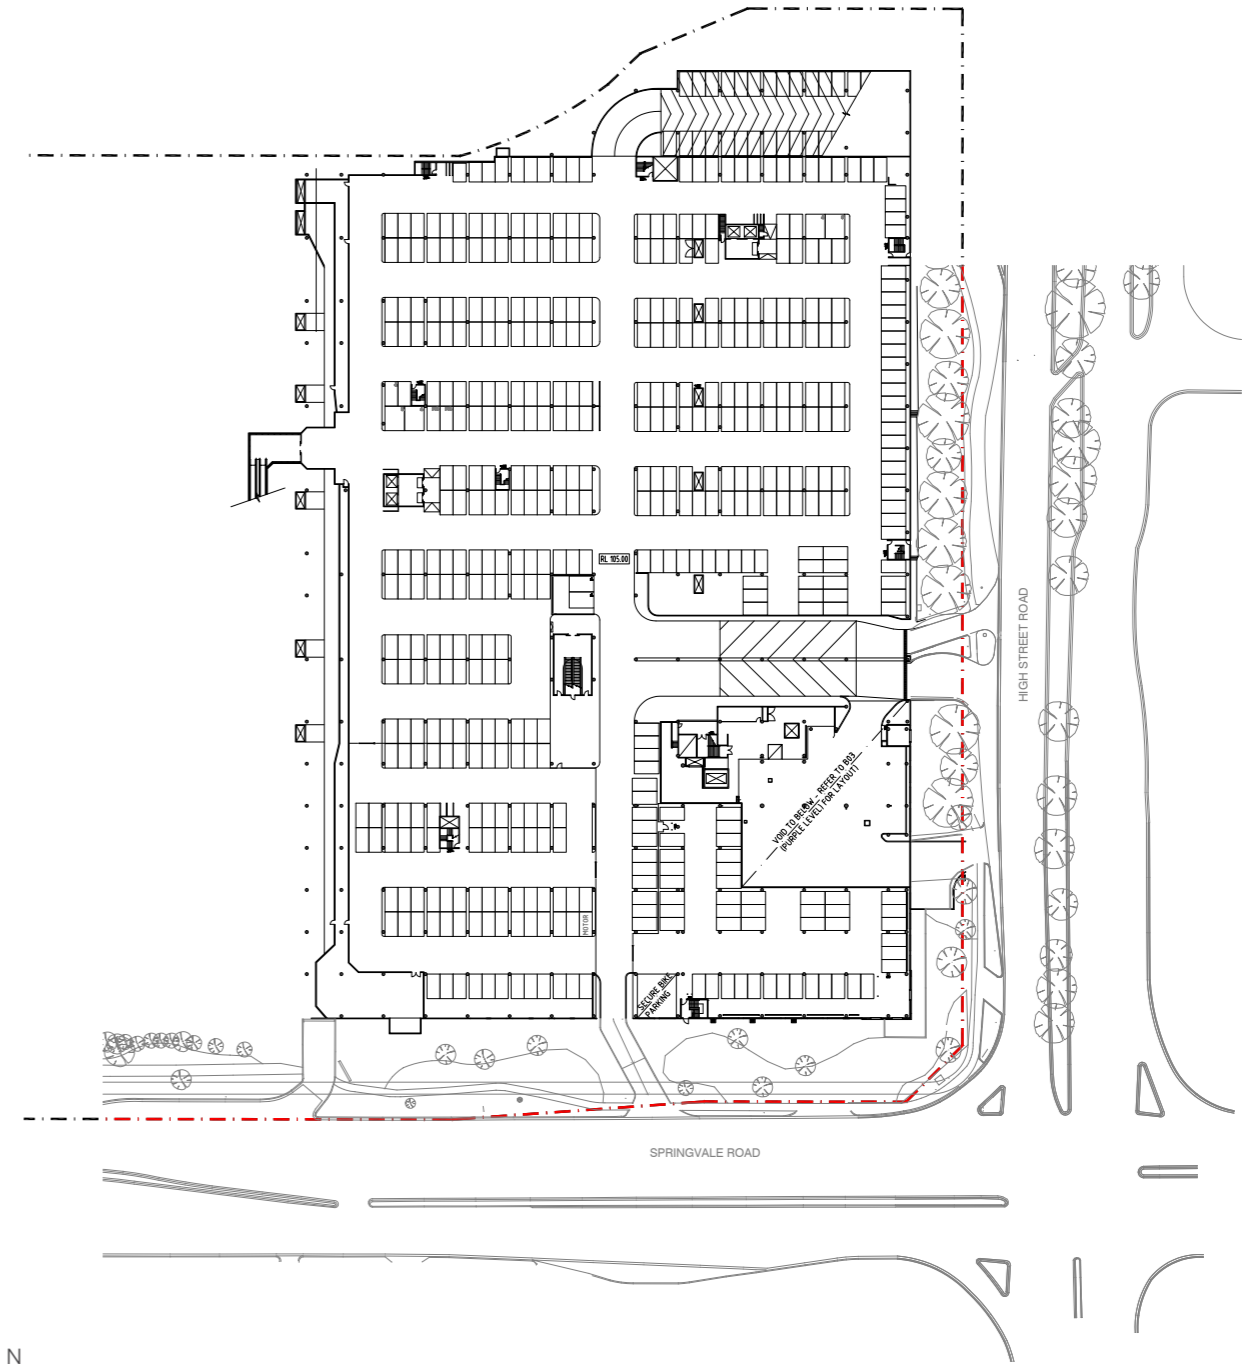 RL 105.00
HIGH STREET ROAD
VOID TO BELOW - REFER TO B03
(PURPLE LEVEL) FOR LAYOUT)
MOTOR
SECURE BIKE
PARKING
SPRINGVALE ROAD
N